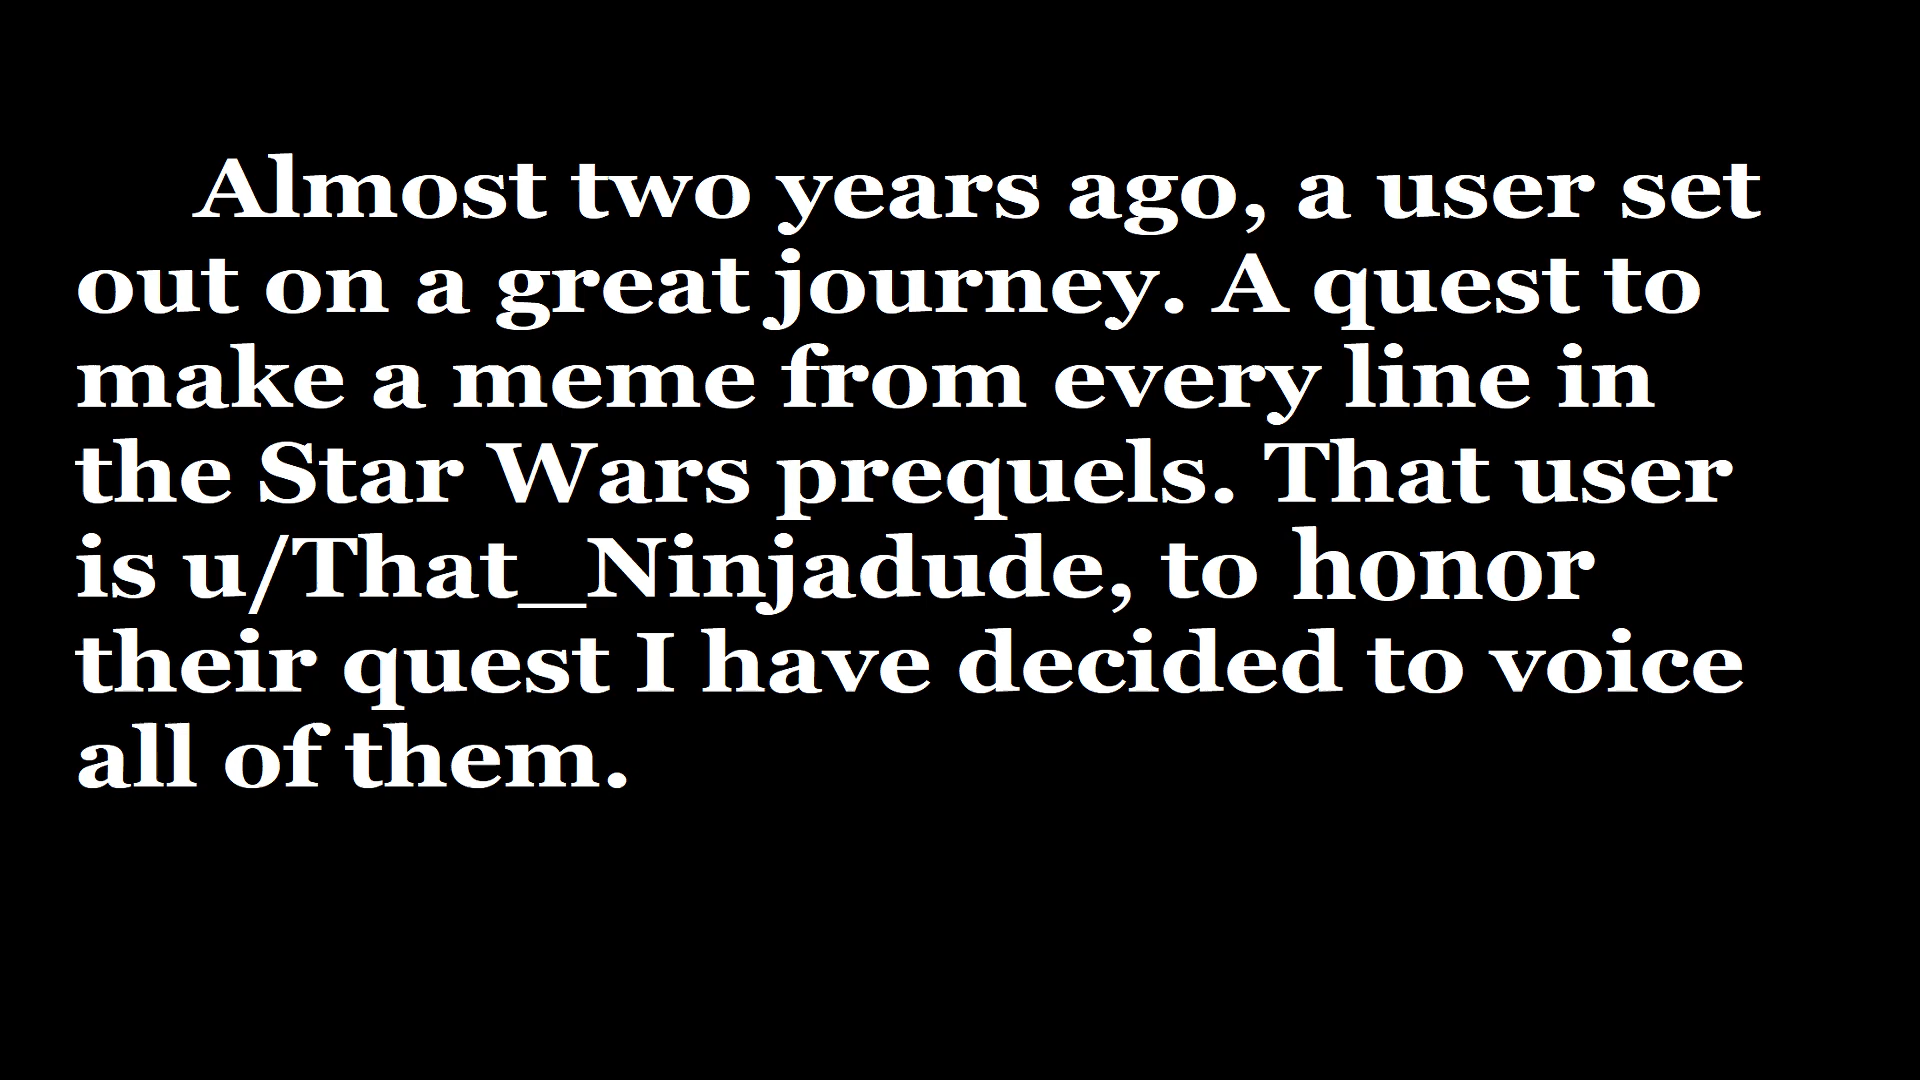 Almost two years ago, a user set
out on a great journey. A quest to
make a meme from every line in
the Star Wars prequels. That user
is u/That_Ninjadude, to honor
their quest I have decided to voice
all of them.